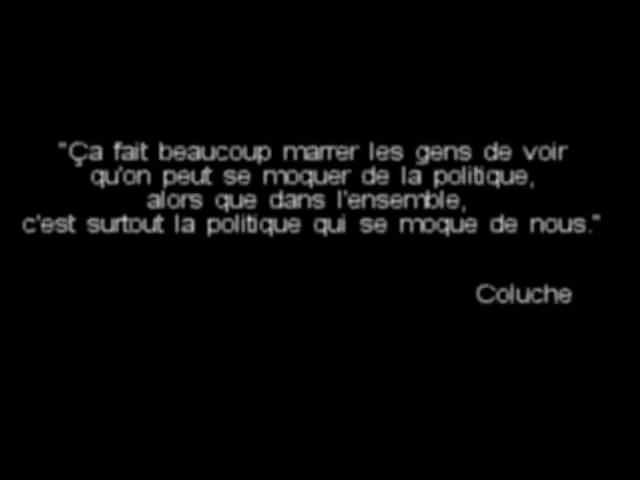 "Ça fait beaucoup marrer les gens de voir
qu'on peut se moquer de la politique,
alors que dans l'ensemble,
c'est surtout la politique qui se moque de nous."
Coluche